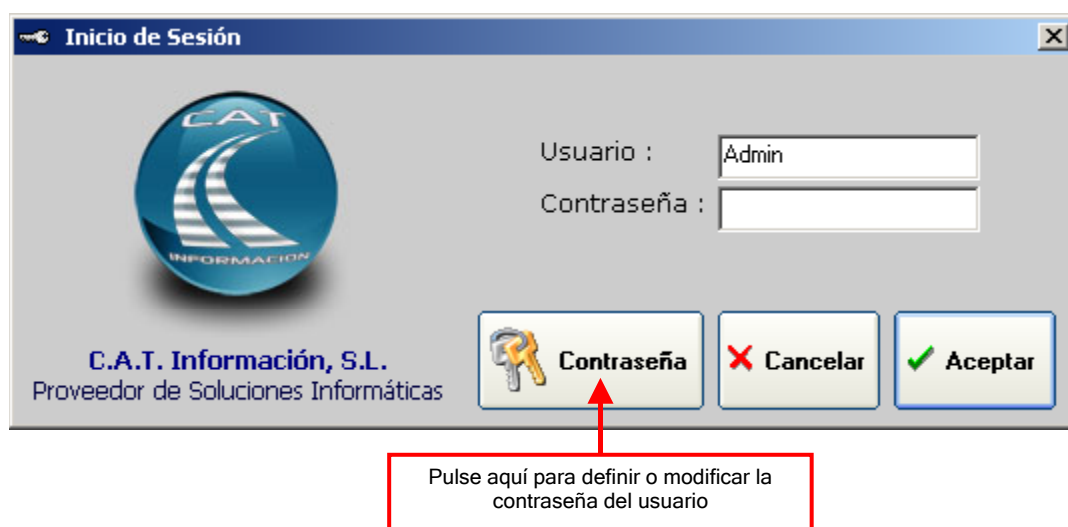 Inicio de Sesión
CAT
INFORMACION
Usuario :
Admin
Contraseña :
C.A.T. Información, S.L.
Proveedor de Soluciones Informáticas
Contraseña
Cancelar
Aceptar
Pulse aquí para definir o modificar la
contraseña del usuario